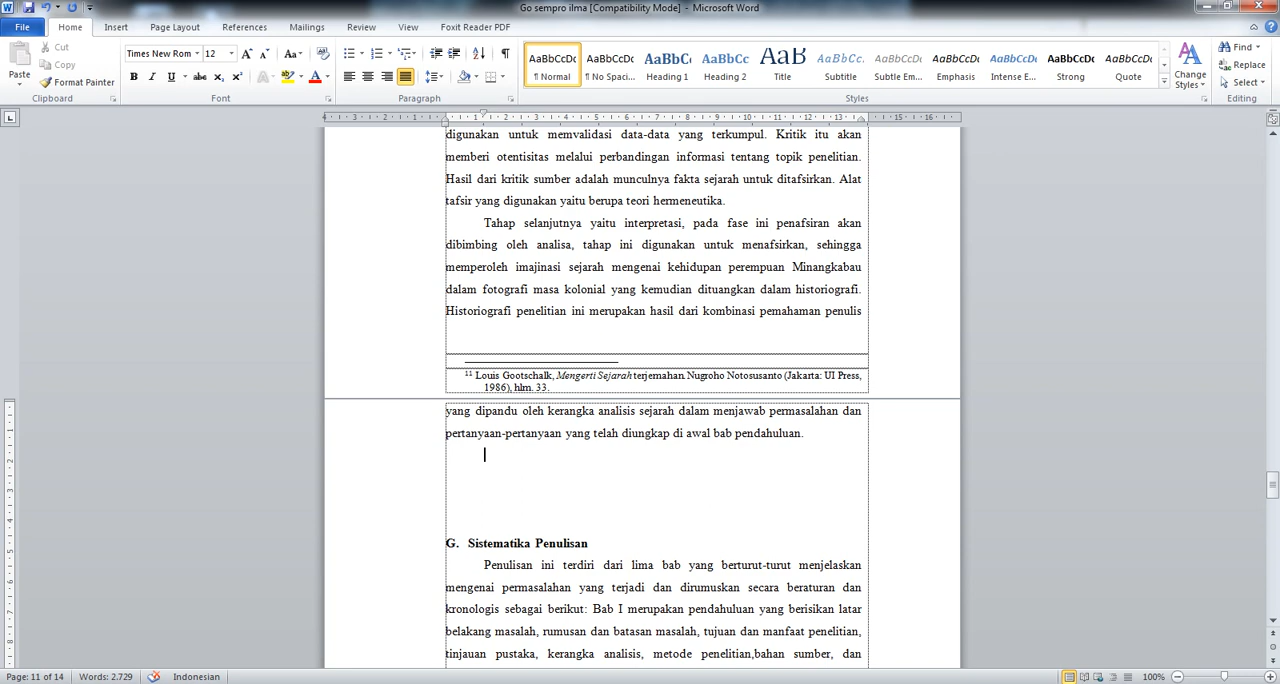 Go sempro ilma [Compatibility Mode] - Microsoft Word
File Home Insert Page Layout References Mailings Review View Foxit Reader PDF
Paste Cut Copy Format Painter
Times New Rom 12
AaBbCcDc AaBbCcDc AaBbC AaBbCc AaB AaBbCc. AaBbCcDc AaBbCcDc AaBbCcDc AaBbCcDc AaBbCcDc
¶ Normal ¶ No Spaci... Heading 1 Heading 2 Title Subtitle Subtle Em... Emphasis Intense E... Strong Quote
Change Styles
Find Replace Select
Clipboard Font Paragraph Styles Editing
digunakan untuk memvalidasi data-data yang terkumpul. Kritik itu akan
memberi otentisitas melalui perbandingan informasi tentang topik penelitian.
Hasil dari kritik sumber adalah munculnya fakta sejarah untuk ditafsirkan. Alat
tafsir yang digunakan yaitu berupa teori hermeneutika.
Tahap selanjutnya yaitu interpretasi, pada fase ini penafsiran akan
dibimbing oleh analisa, tahap ini digunakan untuk menafsirkan, sehingga
memperoleh imajinasi sejarah mengenai kehidupan perempuan Minangkabau
dalam fotografi masa kolonial yang kemudian dituangkan dalam historiografi.
Historiografi penelitian ini merupakan hasil dari kombinasi pemahaman penulis
11 Louis Gootschalk, Mengerti Sejarah terjemahan. Nugroho Notosusanto (Jakarta: UI Press,
1986), hlm. 33.
yang dipandu oleh kerangka analisis sejarah dalam menjawab permasalahan dan
pertanyaan-pertanyaan yang telah diungkap di awal bab pendahuluan.
G. Sistematika Penulisan
Penulisan ini terdiri dari lima bab yang berturut-turut menjelaskan
mengenai permasalahan yang terjadi dan dirumuskan secara beraturan dan
kronologis sebagai berikut: Bab I merupakan pendahuluan yang berisikan latar
belakang masalah, rumusan dan batasan masalah, tujuan dan manfaat penelitian,
tinjauan pustaka, kerangka analisis, metode penelitian,bahan sumber, dan
Page: 11 of 14 Words: 2.729 Indonesian 100%